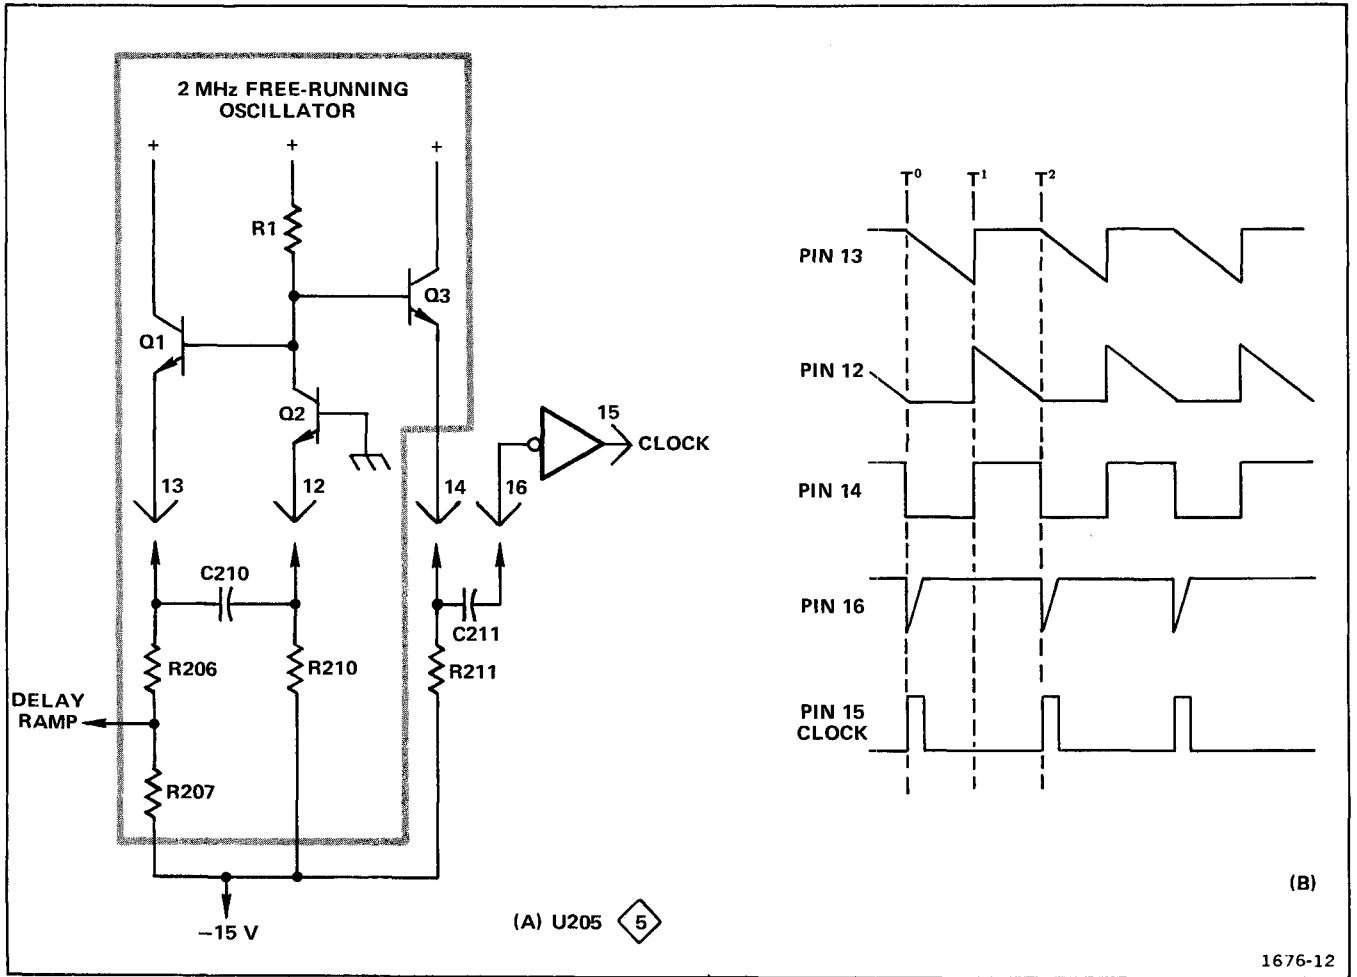 2 MHz FREE-RUNNING
OSCILLATOR
+
+
+
R1
Q3
Q1
Q2
15
CLOCK
13
12
14
16
C210
C211
R206
R210
R211
DELAY
RAMP
R207
−15 V
(A) U205
5
T⁰
T¹
T²
PIN 13
PIN 12
PIN 14
PIN 16
PIN 15
CLOCK
(B)
1676-12